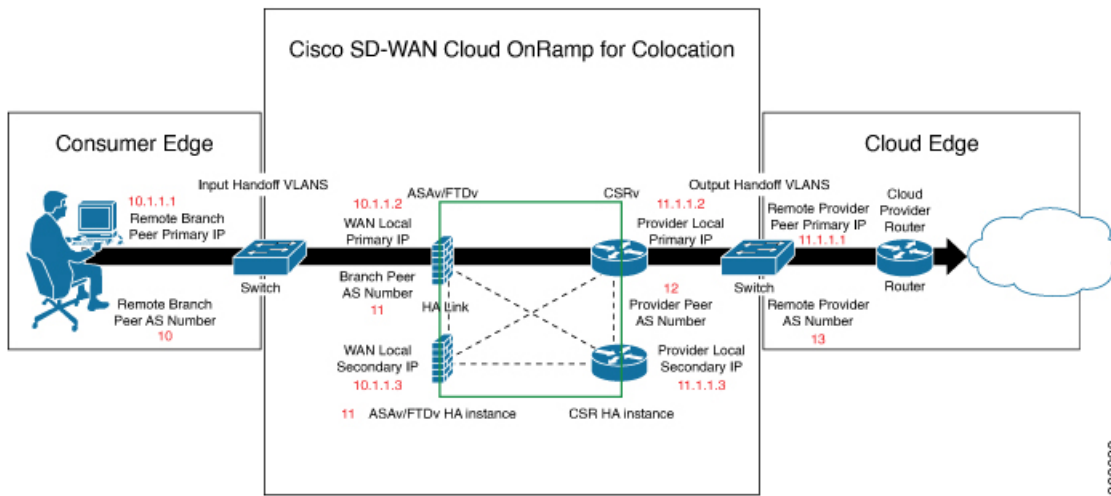 Cisco SD-WAN Cloud OnRamp for Colocation
Consumer Edge
Cloud Edge
Input Handoff VLANS
ASAv/FTDv
CSRv
Output Handoff VLANS
10.1.1.1
Remote Branch
Peer Primary IP
10.1.1.2
WAN Local
Primary IP
11.1.1.2
Provider Local
Primary IP
Remote Provider
Peer Primary IP
11.1.1.1
Cloud
Provider
Router
Remote Branch
Peer AS Number
10
Switch
Branch Peer
AS Number
11
HA Link
12
Provider Peer
AS Number
Switch
Remote Provider
AS Number
13
Router
WAN Local
Secondary IP
10.1.1.3
Provider Local
Secondary IP
11.1.1.3
11 ASAv/FTDv HA instance
CSR HA instance